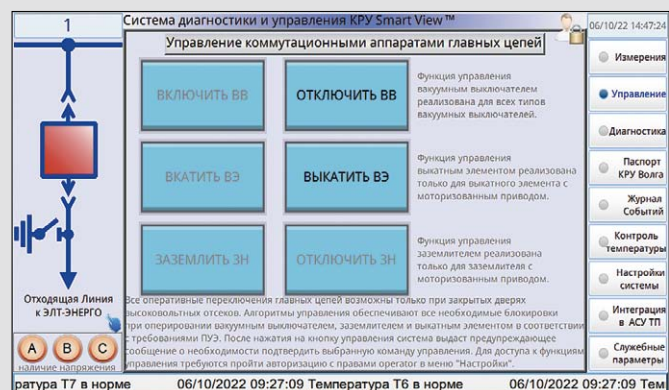 1
Система диагностики и управления КРУ Smart View™
06/10/22 14:47:24
Управление коммутационными аппаратами главных цепей
ВКЛЮЧИТЬ ВВ
ОТКЛЮЧИТЬ ВВ
Функция управления
вакуумным выключателем
реализована для всех типов
вакуумных выключателей.
ВКАТИТЬ ВЭ
ВЫКАТИТЬ ВЭ
Функция управления
выкатным элементом реализована
только для выкатного элемента с
моторизованным приводом.
ЗАЗЕМЛИТЬ ЗН
ОТКЛЮЧИТЬ ЗН
Функция управления
заземлителем реализована
только для заземлителя с
моторизованным приводом.
Все оперативные переключения главных цепей возможны только при закрытых дверях
высоковольтных отсеков. Алгоритмы управления обеспечивают все необходимые блокировки
при оперировании вакуумным выключателем, заземлителем и выкатным элементом в соответствии
с требованиями ПУЭ. После нажатия на кнопку управления система выдаст предупреждающее
сообщение о необходимости подтвердить выбранную команду управления. Для доступа к функциям
управления требуются пройти авторизацию с правами оператор в меню "Настройки".
Отходящая Линия
к ЭЛТ-ЭНЕРГО
А В С
наличие напряжения
Измерения
Управление
Диагностика
Паспорт
КРУ Волга
Журнал
Событий
Контроль
температуры
Настройки
системы
Интеграция
в АСУ ТП
Служебные
параметры
ратура Т7 в норме 06/10/2022 09:27:09 Температура Т6 в норме 06/10/2022 09:27:09 Тем